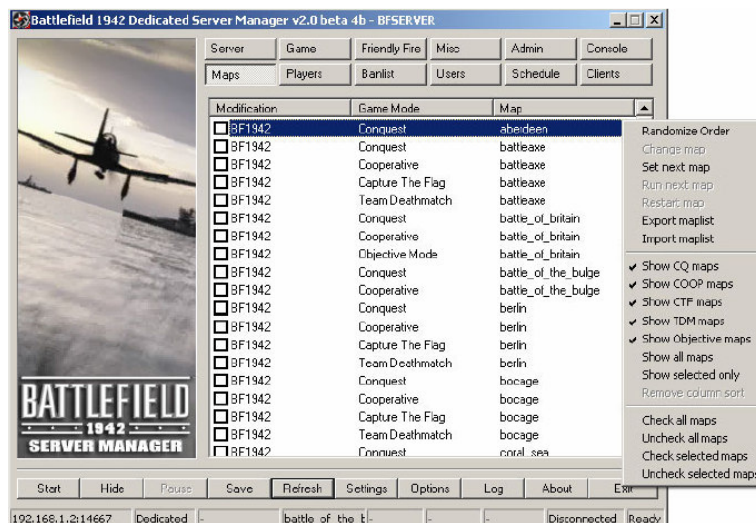 Battlefield 1942 Dedicated Server Manager v2.0 beta 4b - BFSERVER
Server Game Friendly Fire Misc Admin Console
Maps Players Banlist Users Schedule Clients
Modification Game Mode Map
BF1942 Conquest aberdeen
BF1942 Conquest battleaxe
BF1942 Cooperative battleaxe
BF1942 Capture The Flag battleaxe
BF1942 Team Deathmatch battleaxe
BF1942 Conquest battle_of_britain
BF1942 Cooperative battle_of_britain
BF1942 Objective Mode battle_of_britain
BF1942 Conquest battle_of_the_bulge
BF1942 Cooperative battle_of_the_bulge
BF1942 Conquest berlin
BF1942 Cooperative berlin
BF1942 Capture The Flag berlin
BF1942 Team Deathmatch berlin
BF1942 Conquest bocage
BF1942 Cooperative bocage
BF1942 Capture The Flag bocage
BF1942 Team Deathmatch bocage
BF1942 Conquest coral_sea
Randomize Order
Change map
Set next map
Run next map
Restart map
Export maplist
Import maplist
Show CQ maps
Show COOP maps
Show CTF maps
Show TDM maps
Show Objective maps
Show all maps
Show selected only
Remove column sort
Check all maps
Uncheck all maps
Check selected maps
Uncheck selected maps
BATTLEFIELD
1942
SERVER MANAGER
Start Hide Pause Save Refresh Settings Options Log About Exit
192.168.1.2:14667 Dedicated - battle_of_the_t - - - Disconnected Ready